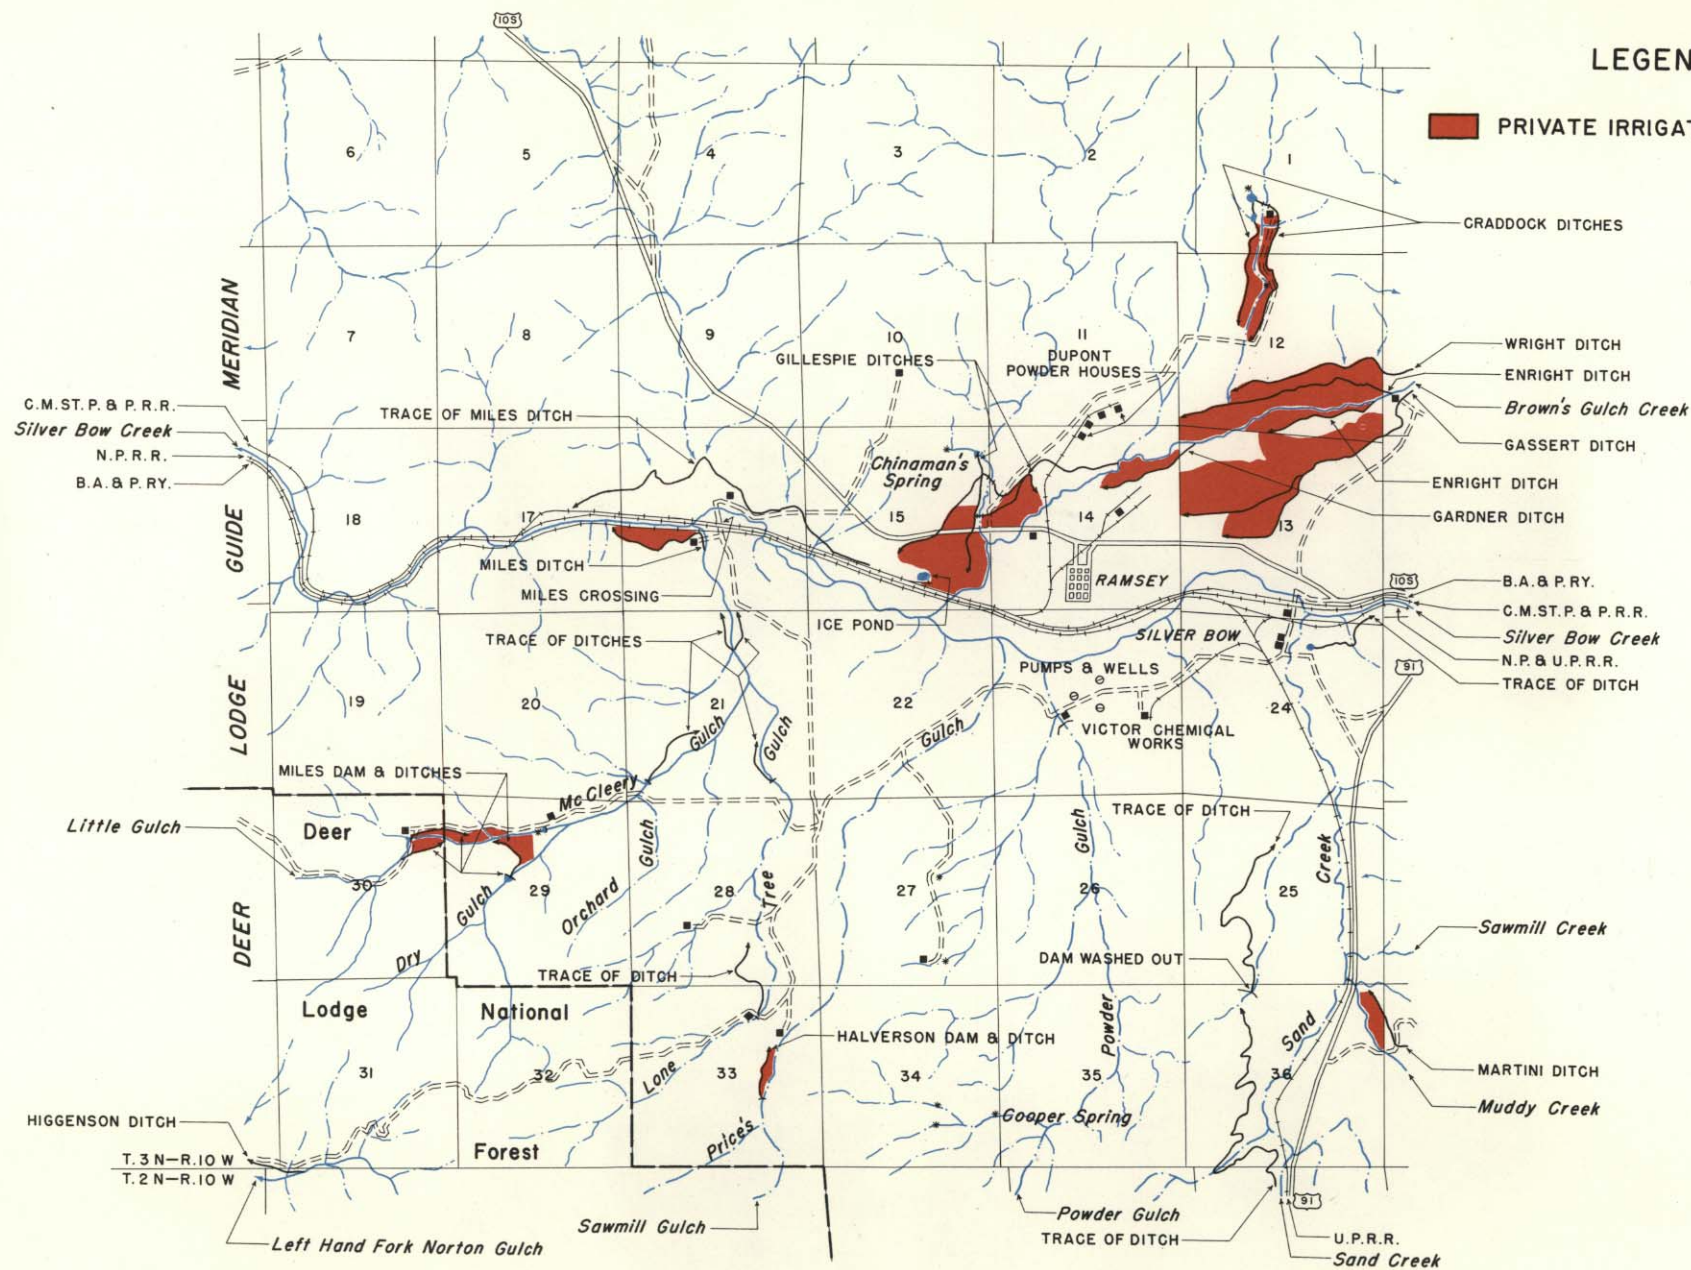 10S
LEGEN
PRIVATE IRRIGAT
6
5
4
3
2
1
CRADDOCK DITCHES
MERIDIAN
7
8
9
10
11
12
GILLESPIE DITCHES
DUPONT
POWDER HOUSES
WRIGHT DITCH
ENRIGHT DITCH
Brown's Gulch Creek
GASSERT DITCH
ENRIGHT DITCH
GARDNER DITCH
C.M.ST.P. & P.R.R.
Silver Bow Creek
N.P.R.R.
B.A.& P.RY.
TRACE OF MILES DITCH
Chinaman's
Spring
GUIDE
18
17
15
14
13
MILES DITCH
MILES CROSSING
RAMSEY
10S
B.A.& P.RY.
C.M.ST.P. & P.R.R.
Silver Bow Creek
N.P.& U.P.R.R.
TRACE OF DITCH
ICE POND
SILVER BOW
TRACE OF DITCHES
PUMPS & WELLS
91
LODGE
19
20
21
22
24
Gulch
Gulch
Gulch
VICTOR CHEMICAL
WORKS
MILES DAM & DITCHES
McCleery
TRACE OF DITCH
Little Gulch
Deer
Gulch
Gulch
Creek
30
29
28
27
26
25
Gulch
Orchard
Tree
DEER
Dry
Sawmill Creek
TRACE OF DITCH
DAM WASHED OUT
Lodge
National
Powder
Sand
HALVERSON DAM & DITCH
31
32
33
34
35
36
Lone
MARTINI DITCH
Cooper Spring
Muddy Creek
HIGGENSON DITCH
Price's
Forest
T.3 N–R.10 W
T.2 N–R.10 W
91
Powder Gulch
Sawmill Gulch
TRACE OF DITCH
U.P.R.R.
Left Hand Fork Norton Gulch
Sand Creek